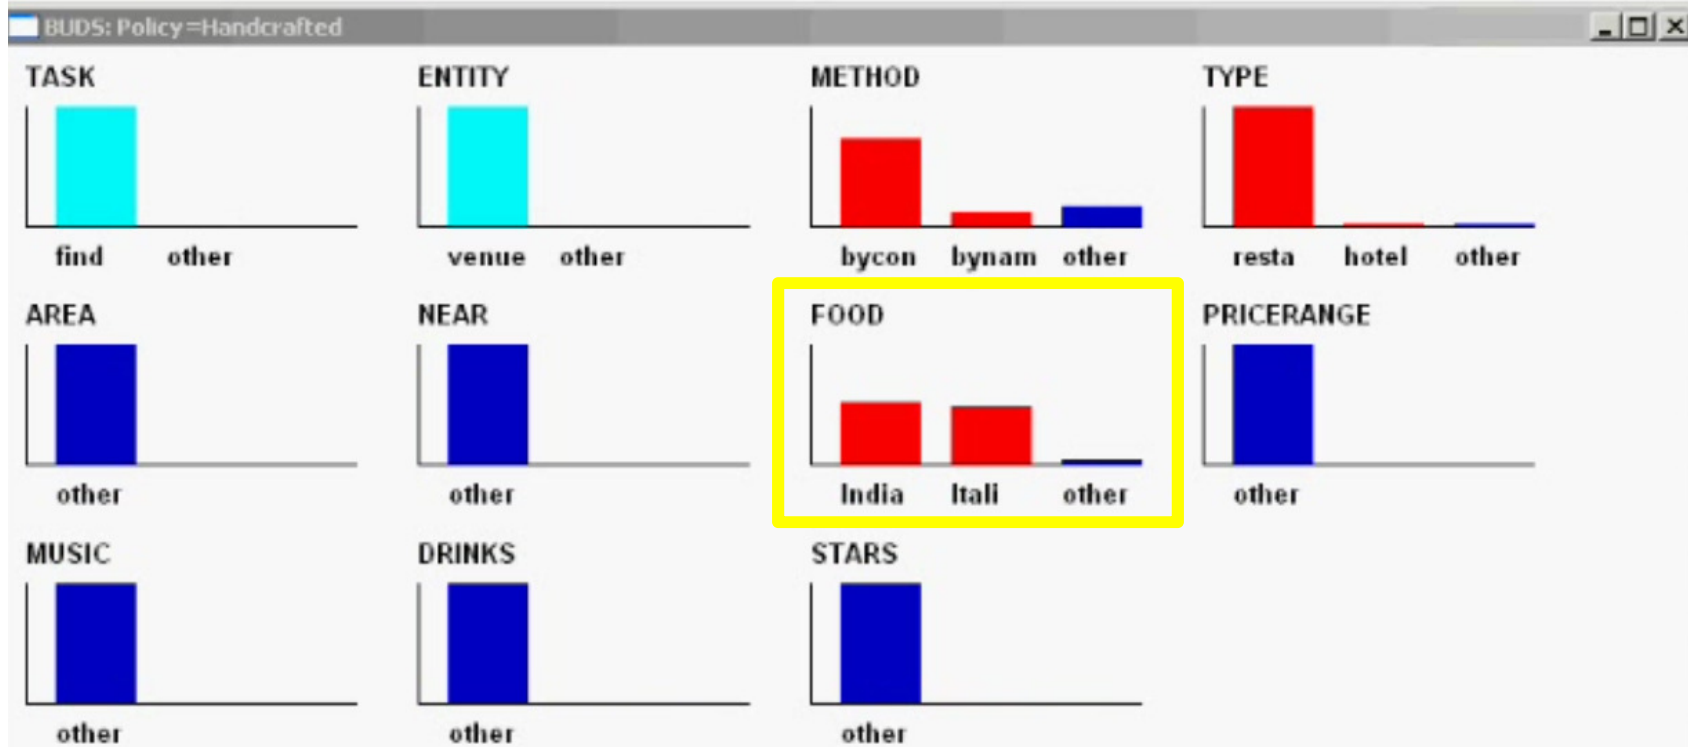 BUDS: Policy=Handcrafted
TASK ENTITY METHOD TYPE
find other venue other bycon bynam other resta hotel other
AREA NEAR FOOD PRICERANGE
other other India Itali other other
MUSIC DRINKS STARS
other other other